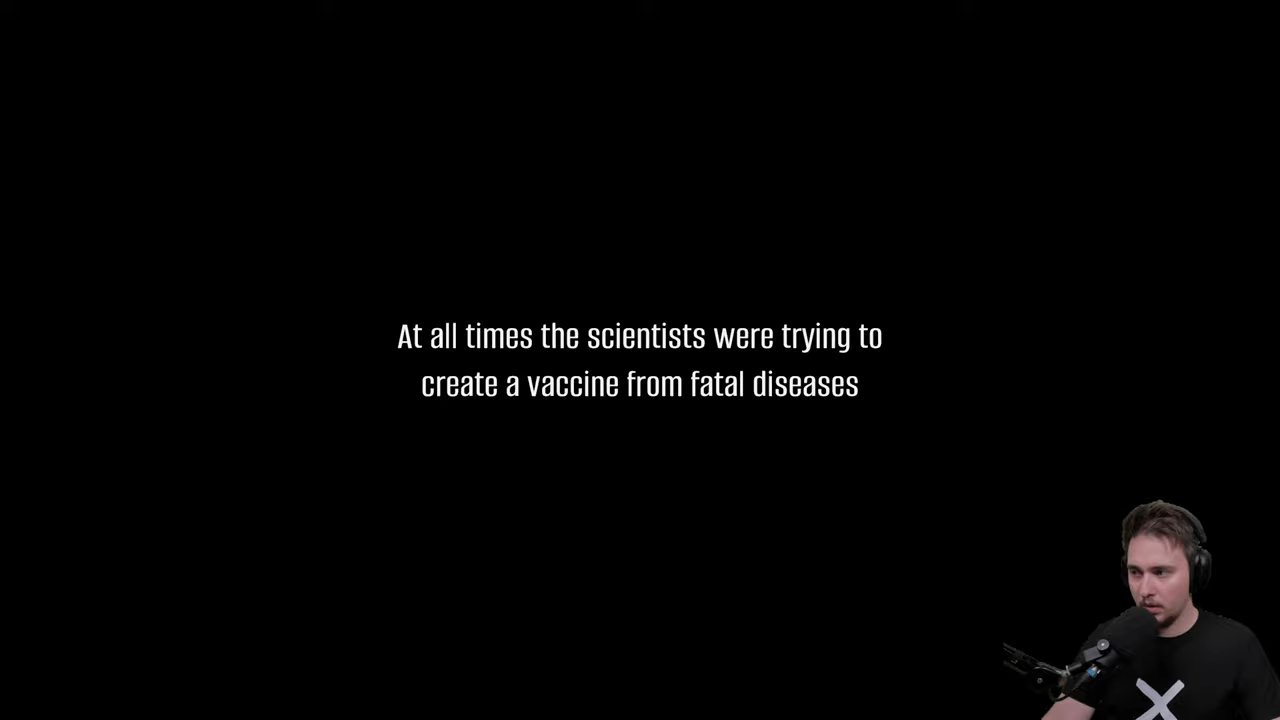 At all times the scientists were trying to
create a vaccine from fatal diseases